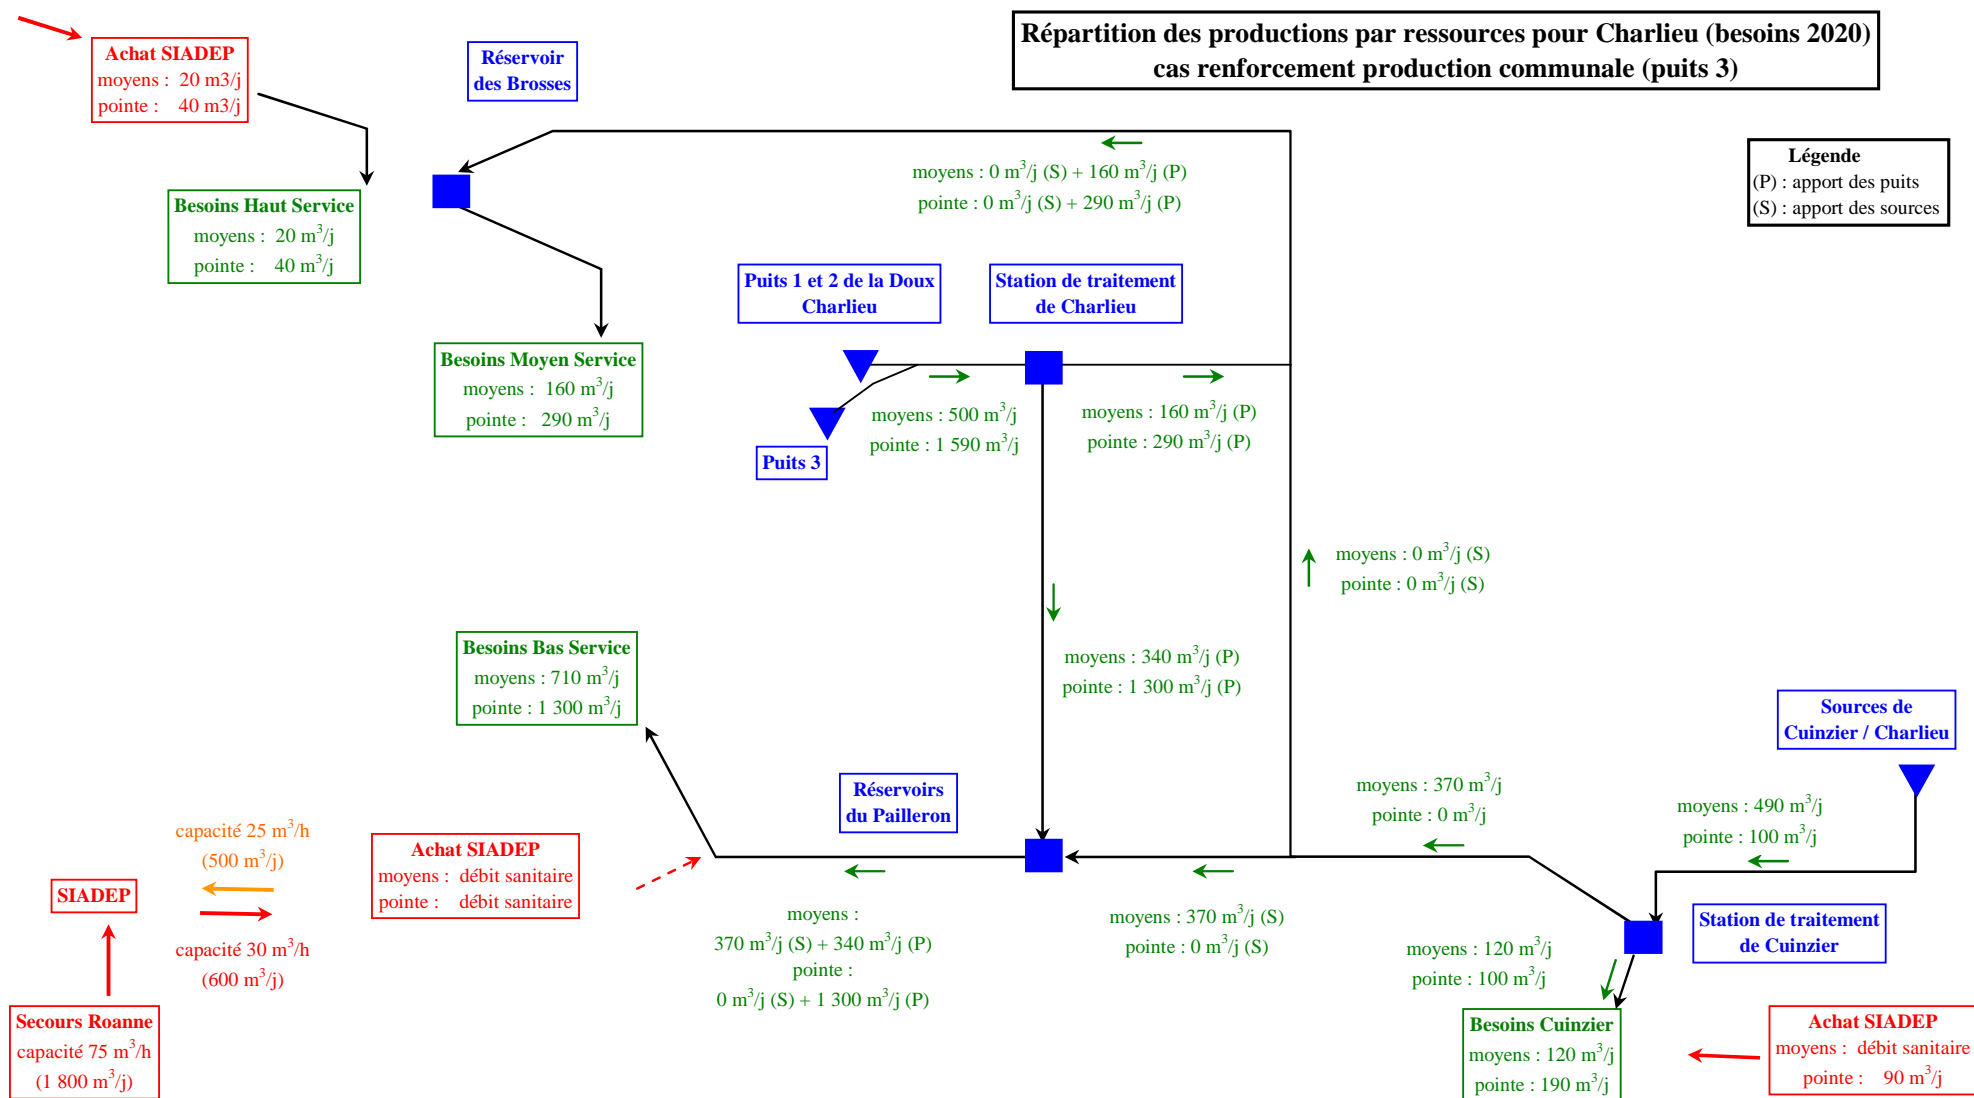 Répartition des productions par ressources pour Charlieu (besoins 2020)
cas renforcement production communale (puits 3)
Achat SIADEP
moyens : 20 m3/j
pointe : 40 m3/j
Réservoir
des Brosses
Légende
(P) : apport des puits
(S) : apport des sources
moyens : 0 m³/j (S) + 160 m³/j (P)
pointe : 0 m³/j (S) + 290 m³/j (P)
Besoins Haut Service
moyens : 20 m³/j
pointe : 40 m³/j
Puits 1 et 2 de la Doux
Charlieu
Station de traitement
de Charlieu
Besoins Moyen Service
moyens : 160 m³/j
pointe : 290 m³/j
moyens : 500 m³/j
pointe : 1 590 m³/j
moyens : 160 m³/j (P)
pointe : 290 m³/j (P)
Puits 3
moyens : 0 m³/j (S)
pointe : 0 m³/j (S)
Besoins Bas Service
moyens : 710 m³/j
pointe : 1 300 m³/j
moyens : 340 m³/j (P)
pointe : 1 300 m³/j (P)
Sources de
Cuinzier / Charlieu
Réservoirs
du Pailleron
moyens : 370 m³/j
pointe : 0 m³/j
moyens : 490 m³/j
pointe : 100 m³/j
capacité 25 m³/h
(500 m³/j)
Achat SIADEP
moyens : débit sanitaire
pointe : débit sanitaire
SIADEP
capacité 30 m³/h
(600 m³/j)
moyens :
370 m³/j (S) + 340 m³/j (P)
pointe :
0 m³/j (S) + 1 300 m³/j (P)
moyens : 370 m³/j (S)
pointe : 0 m³/j (S)
Station de traitement
de Cuinzier
moyens : 120 m³/j
pointe : 100 m³/j
Secours Roanne
capacité 75 m³/h
(1 800 m³/j)
Besoins Cuinzier
moyens : 120 m³/j
pointe : 190 m³/j
Achat SIADEP
moyens : débit sanitaire
pointe : 90 m³/j